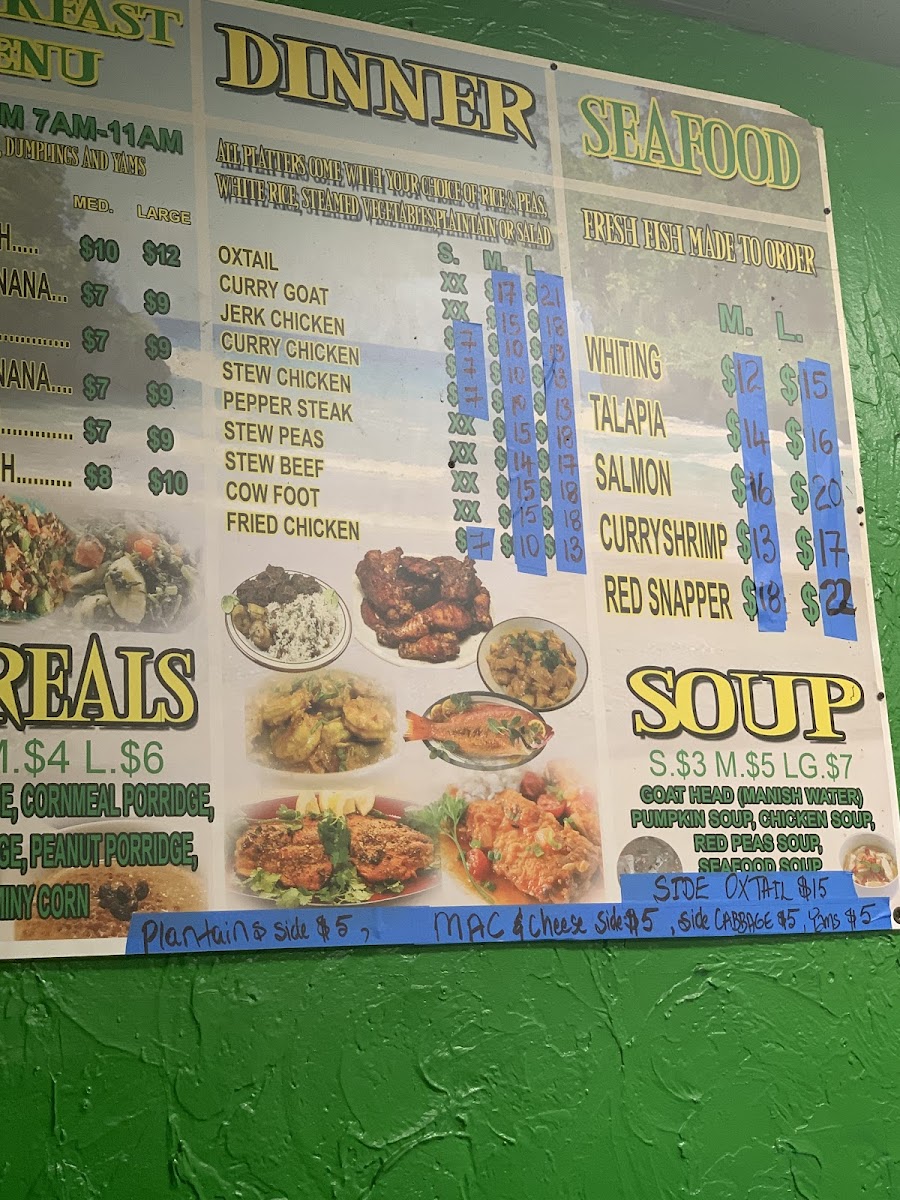 FAST
ENU
M 7AM-11AM
, DUMPLINGS AND YAMS
MED. LARGE
H..... $10 $12
NANA... $7 $9
............. $7 $9
NANA.... $7 $9
............. $7 $9
H.......... $8 $10
REALS
M.$4 L.$6
E, CORNMEAL PORRIDGE,
GE, PEANUT PORRIDGE,
MINY CORN
DINNER
ALL PLATTERS COME WITH YOUR CHOICE OF RICE & PEAS,
WHITE RICE, STEAMED VEGETABLES, PLAINTAIN OR SALAD
S. M. L
OXTAIL XX $17 $21
CURRY GOAT XX $15 $18
JERK CHICKEN $7 $10 $13
CURRY CHICKEN $7 $10 $13
STEW CHICKEN $7 $10 $13
PEPPER STEAK XX $15 $18
STEW PEAS XX $14 $17
STEW BEEF XX $15 $18
COW FOOT XX $15 $18
FRIED CHICKEN $7 $10 $13
SEAFOOD
FRESH FISH MADE TO ORDER
M. L.
WHITING $12 $15
TALAPIA $14 $16
SALMON $16 $20
CURRYSHRIMP $13 $17
RED SNAPPER $18 $22
SOUP
S.$3 M.$5 LG.$7
GOAT HEAD (MANISH WATER)
PUMPKIN SOUP, CHICKEN SOUP,
RED PEAS SOUP,
SEAFOOD SOUP
SIDE OXTAIL $15
Plantains side $5, MAC & Cheese Side $5, Side CABBAGE $5, $5